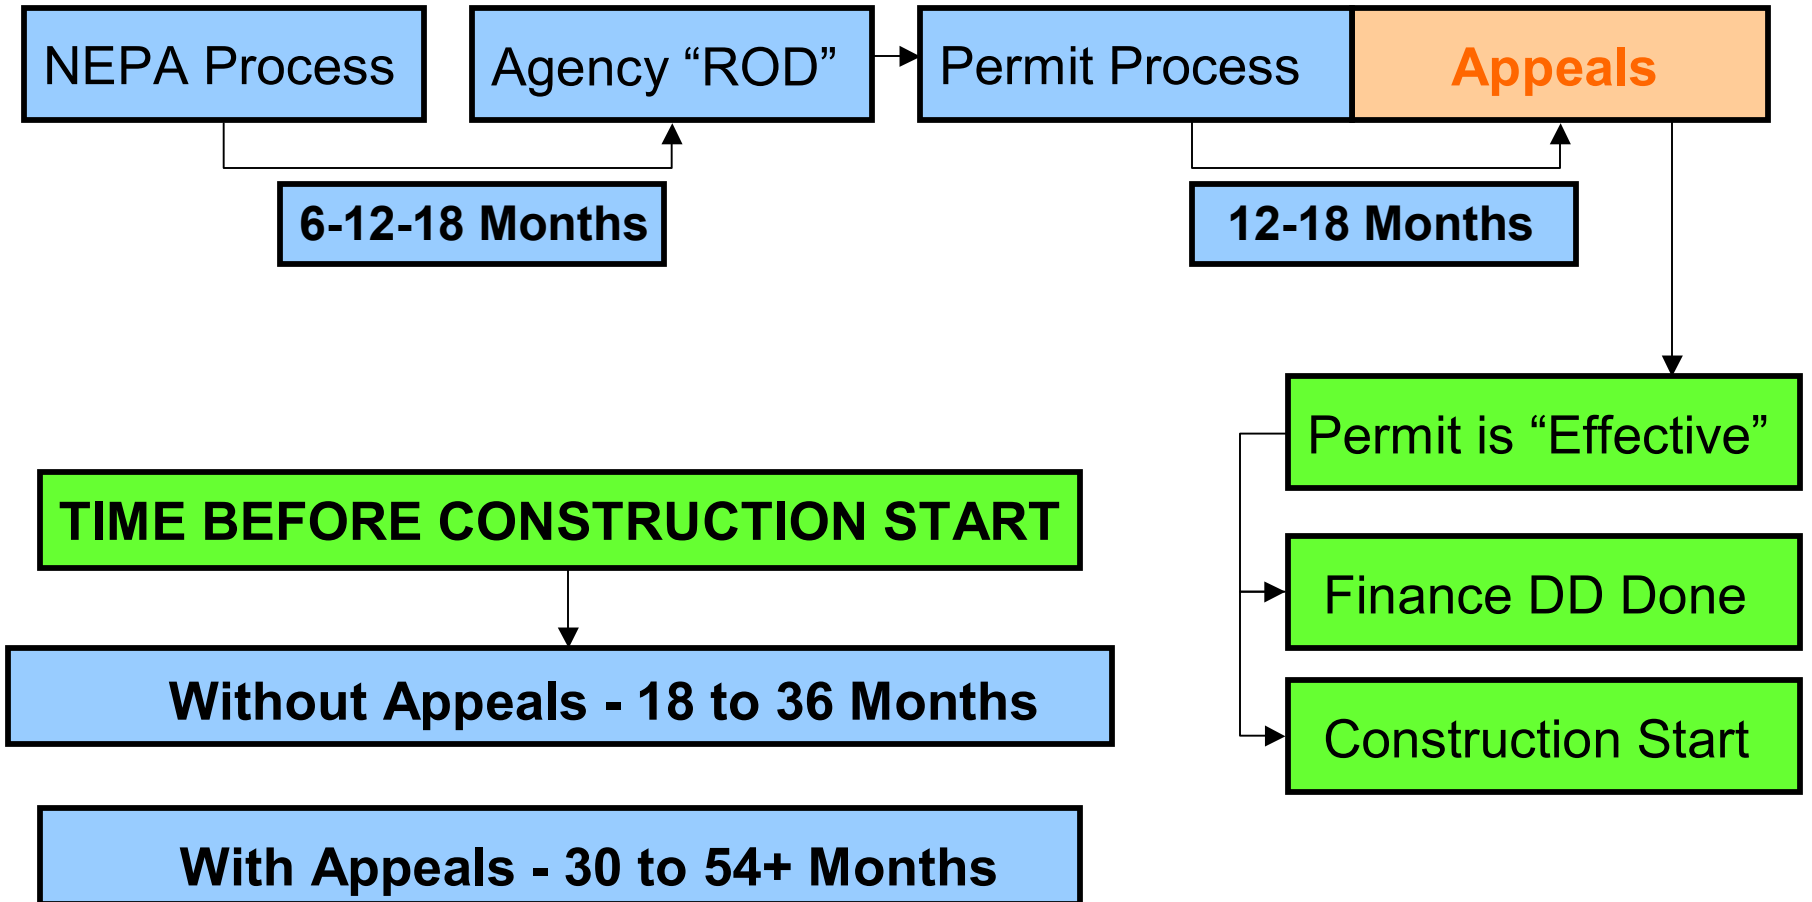 NEPA Process
Agency “ROD”
Permit Process
Appeals
6-12-18 Months
12-18 Months
Permit is “Effective”
TIME BEFORE CONSTRUCTION START
Finance DD Done
Without Appeals - 18 to 36 Months
Construction Start
With Appeals - 30 to 54+ Months